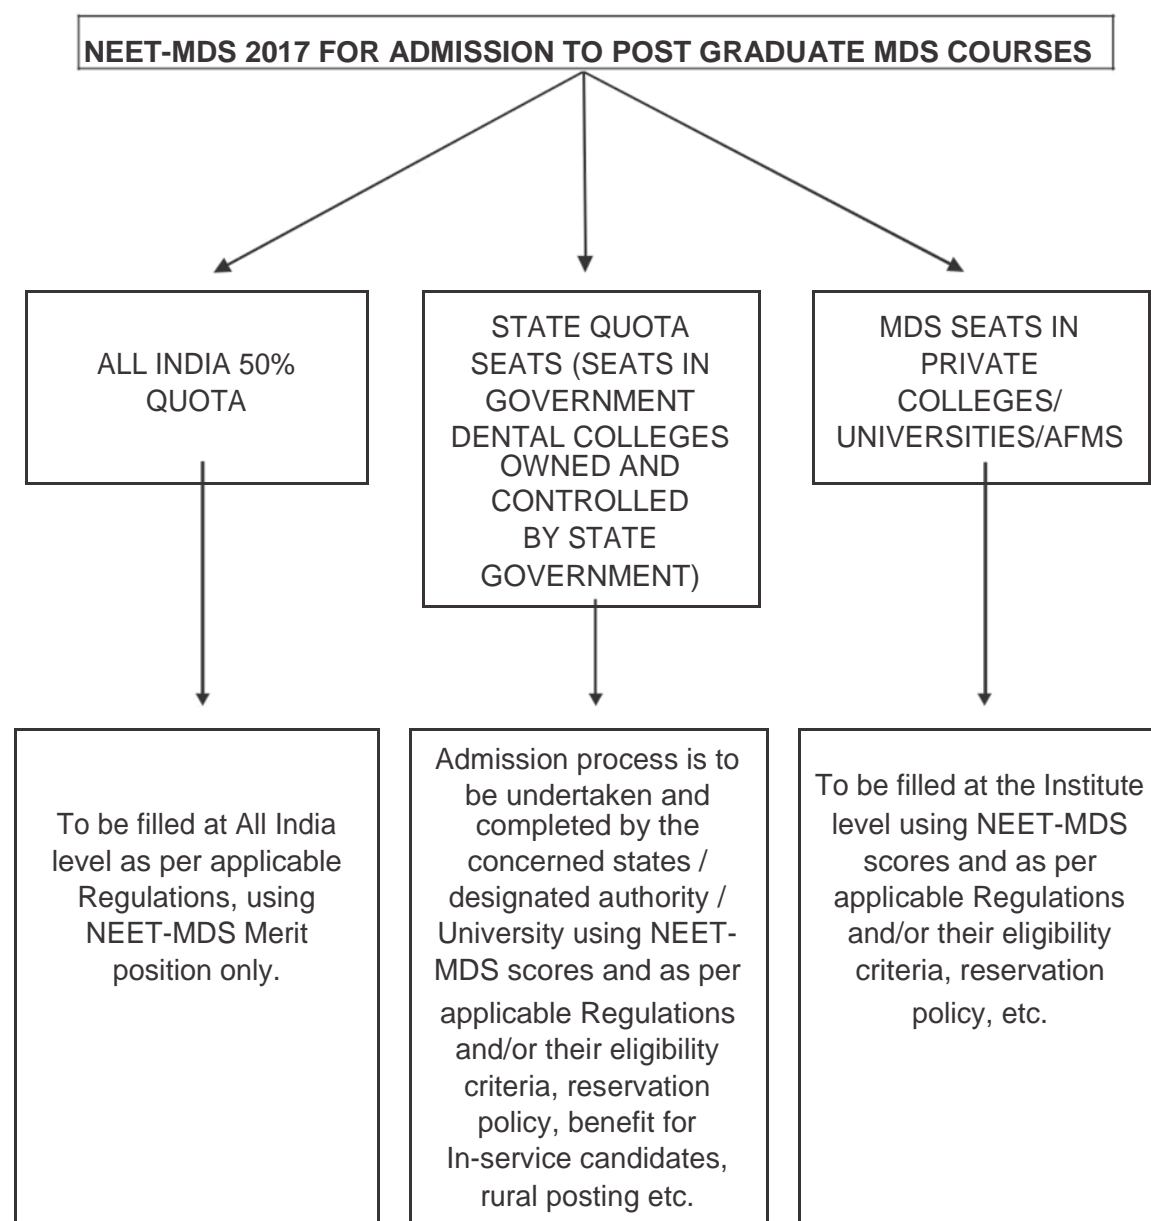 NEET-MDS 2017 FOR ADMISSION TO POST GRADUATE MDS COURSES
ALL INDIA 50%
QUOTA
STATE QUOTA
SEATS (SEATS IN
GOVERNMENT
DENTAL COLLEGES
OWNED AND
CONTROLLED
BY STATE
GOVERNMENT)
MDS SEATS IN
PRIVATE
COLLEGES/
UNIVERSITIES/AFMS
To be filled at All India
level as per applicable
Regulations, using
NEET-MDS Merit
position only.
Admission process is to
be undertaken and
completed by the
concerned states /
designated authority /
University using NEET-
MDS scores and as per
applicable Regulations
and/or their eligibility
criteria, reservation
policy, benefit for
In-service candidates,
rural posting etc.
To be filled at the Institute
level using NEET-MDS
scores and as per
applicable Regulations
and/or their eligibility
criteria, reservation
policy, etc.